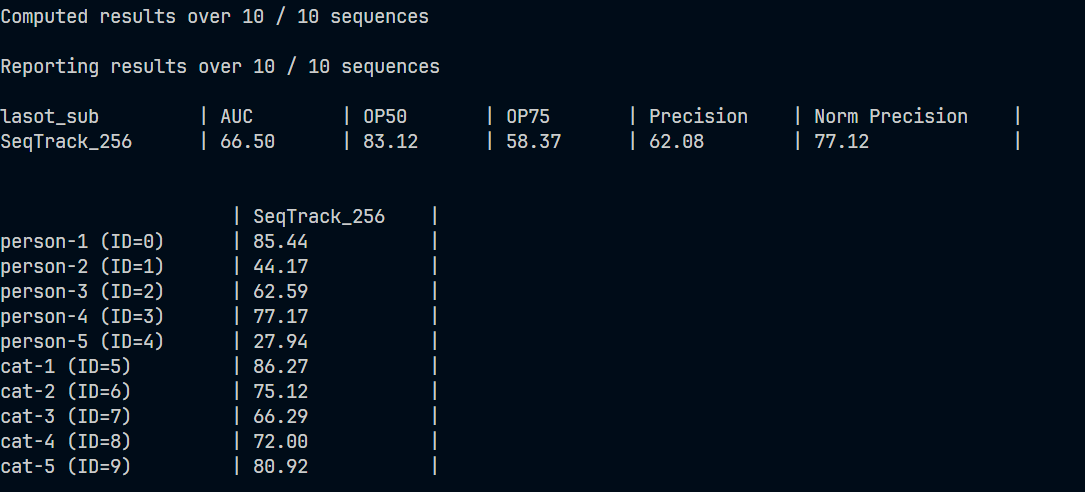 Computed results over 10 / 10 sequences
Reporting results over 10 / 10 sequences
lasot_sub | AUC | OP50 | OP75 | Precision | Norm Precision |
SeqTrack_256 | 66.50 | 83.12 | 58.37 | 62.08 | 77.12 |
| SeqTrack_256 |
person-1 (ID=0) | 85.44 |
person-2 (ID=1) | 44.17 |
person-3 (ID=2) | 62.59 |
person-4 (ID=3) | 77.17 |
person-5 (ID=4) | 27.94 |
cat-1 (ID=5) | 86.27 |
cat-2 (ID=6) | 75.12 |
cat-3 (ID=7) | 66.29 |
cat-4 (ID=8) | 72.00 |
cat-5 (ID=9) | 80.92 |